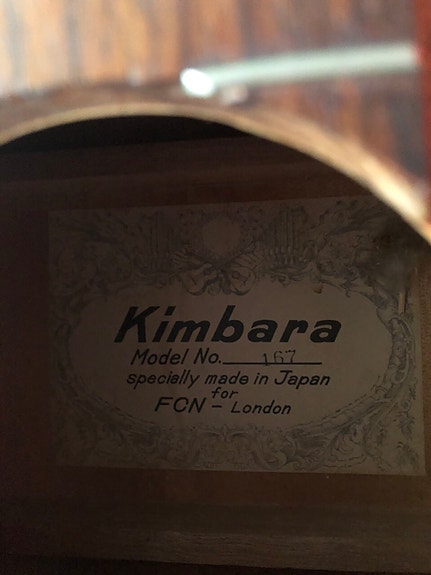 Kimbara
Model No. 167
specially made in Japan
for
FCN - London